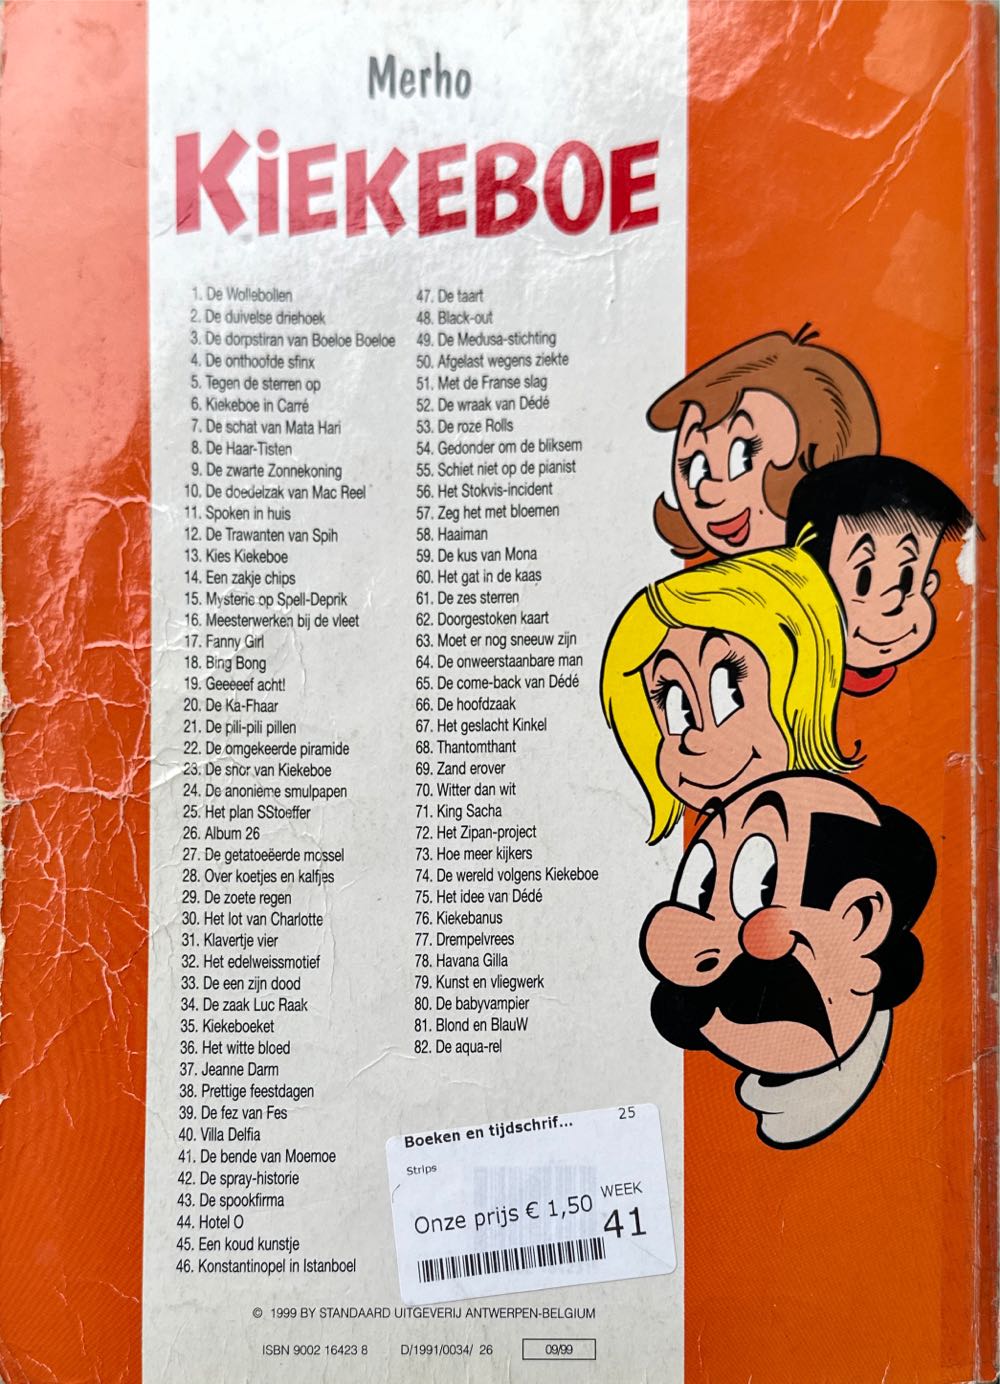 Merho
KiEKEBOE
1. De Wollebollen
2. De duivelse driehoek
3. De dorpstiran van Boeloe Boeloe
4. De onthoofde sfinx
5. Tegen de sterren op
6. Kiekeboe in Carré
7. De schat van Mata Hari
8. De Haar-Tisten
9. De zwarte Zonnekoning
10. De doedelzak van Mac Reel
11. Spoken in huis
12. De Trawanten van Spih
13. Kies Kiekeboe
14. Een zakje chips
15. Mysterie op Spell-Deprik
16. Meesterwerken bij de vleet
17. Fanny Girl
18. Bing Bong
19. Geeeeef acht!
20. De Ka-Fhaar
21. De pili-pili pillen
22. De omgekeerde piramide
23. De snor van Kiekeboe
24. De anonieme smulpapen
25. Het plan SStoeffer
26. Album 26
27. De getatoeëerde mossel
28. Over koetjes en kalfjes
29. De zoete regen
30. Het lot van Charlotte
31. Klavertje vier
32. Het edelweissmotief
33. De een zijn dood
34. De zaak Luc Raak
35. Kiekeboeket
36. Het witte bloed
37. Jeanne Darm
38. Prettige feestdagen
39. De fez van Fes
40. Villa Delfia
41. De bende van Moemoe
42. De spray-historie
43. De spookfirma
44. Hotel O
45. Een koud kunstje
46. Konstantinopel in Istanboel
47. De taart
48. Black-out
49. De Medusa-stichting
50. Afgelast wegens ziekte
51. Met de Franse slag
52. De wraak van Dédé
53. De roze Rolls
54. Gedonder om de bliksem
55. Schiet niet op de pianist
56. Het Stokvis-incident
57. Zeg het met bloemen
58. Haaiman
59. De kus van Mona
60. Het gat in de kaas
61. De zes sterren
62. Doorgestoken kaart
63. Moet er nog sneeuw zijn
64. De onweerstaanbare man
65. De come-back van Dédé
66. De hoofdzaak
67. Het geslacht Kinkel
68. Thantomthant
69. Zand erover
70. Witter dan wit
71. King Sacha
72. Het Zipan-project
73. Hoe meer kijkers
74. De wereld volgens Kiekeboe
75. Het idee van Dédé
76. Kiekebanus
77. Drempelvrees
78. Havana Gilla
79. Kunst en vliegwerk
80. De babyvampier
81. Blond en BlauW
82. De aqua-rel
Boeken en tijdschrif... 25
Strips
Onze prijs € 1,50 WEEK
41
© 1999 BY STANDAARD UITGEVERIJ ANTWERPEN-BELGIUM
ISBN 9002 16423 8 D/1991/0034/ 26 09/99